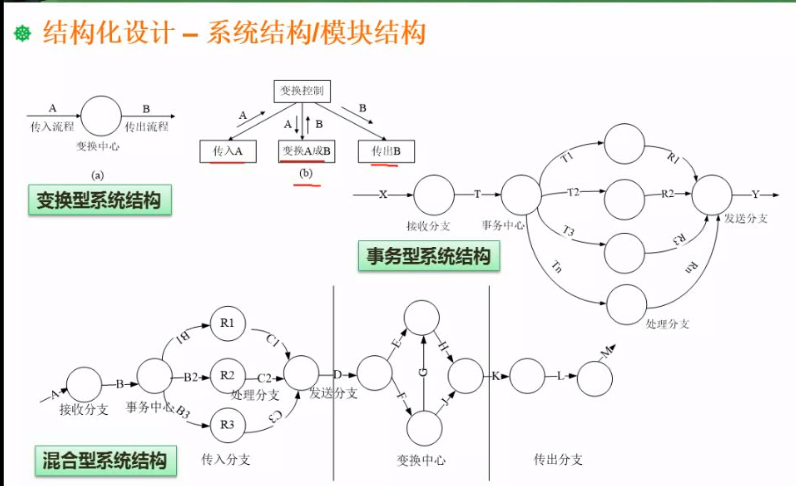 结构化设计 – 系统结构/模块结构
A
B
传入流程
传出流程
变换中心
(a)
变换型系统结构
变换控制
A
A
B
B
传入A
变换A成B
传出B
(b)
X
T
T1
T2
T3
Tn
R1
R2
R3
Rn
Y
接收分支
事务中心
发送分支
处理分支
事务型系统结构
A
B
B1
B2
B3
R1
R2
R3
C1
C2
C3
D
E
F
G
H
J
K
L
M
接收分支
事务中心
处理分支
发送分支
混合型系统结构
传入分支
变换中心
传出分支